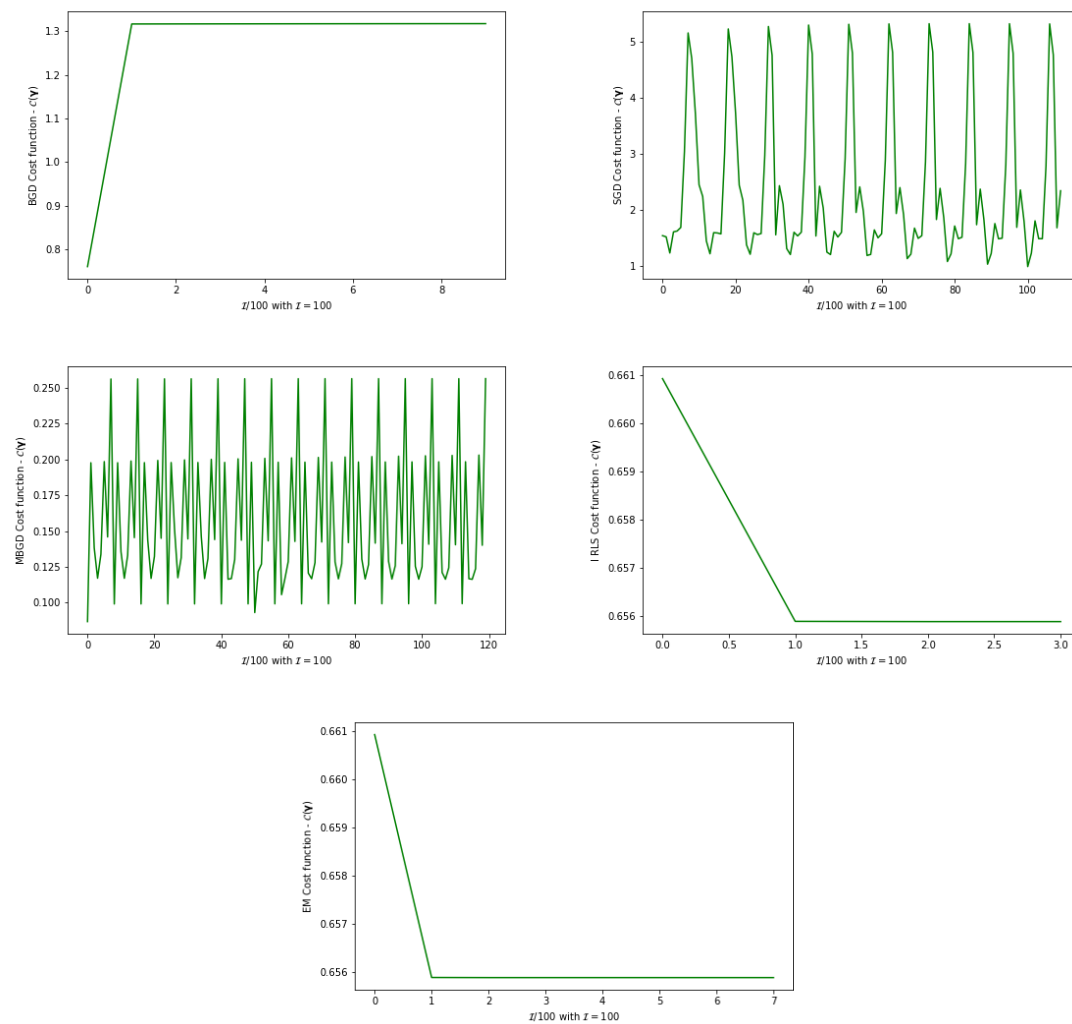 BGD Cost function - 𝒞(𝛄)
1.3
1.2
1.1
1.0
0.9
0.8
0 2 4 6 8
ℐ/100 with ℐ = 100
SGD Cost function - 𝒞(𝛄)
5
4
3
2
1
0 20 40 60 80 100
ℐ/100 with ℐ = 100
MBGD Cost function - 𝒞(𝛄)
0.250
0.225
0.200
0.175
0.150
0.125
0.100
0 20 40 60 80 100 120
ℐ/100 with ℐ = 100
I RLS Cost function - 𝒞(𝛄)
0.661
0.660
0.659
0.658
0.657
0.656
0.0 0.5 1.0 1.5 2.0 2.5 3.0
ℐ/100 with ℐ = 100
EM Cost function - 𝒞(𝛄)
0.661
0.660
0.659
0.658
0.657
0.656
0 1 2 3 4 5 6 7
ℐ/100 with ℐ = 100